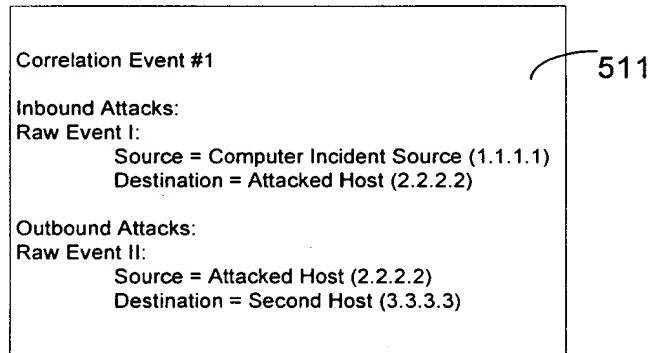 Correlation Event #1
511
Inbound Attacks:
Raw Event I:
Source = Computer Incident Source (1.1.1.1)
Destination = Attacked Host (2.2.2.2)
Outbound Attacks:
Raw Event II:
Source = Attacked Host (2.2.2.2)
Destination = Second Host (3.3.3.3)